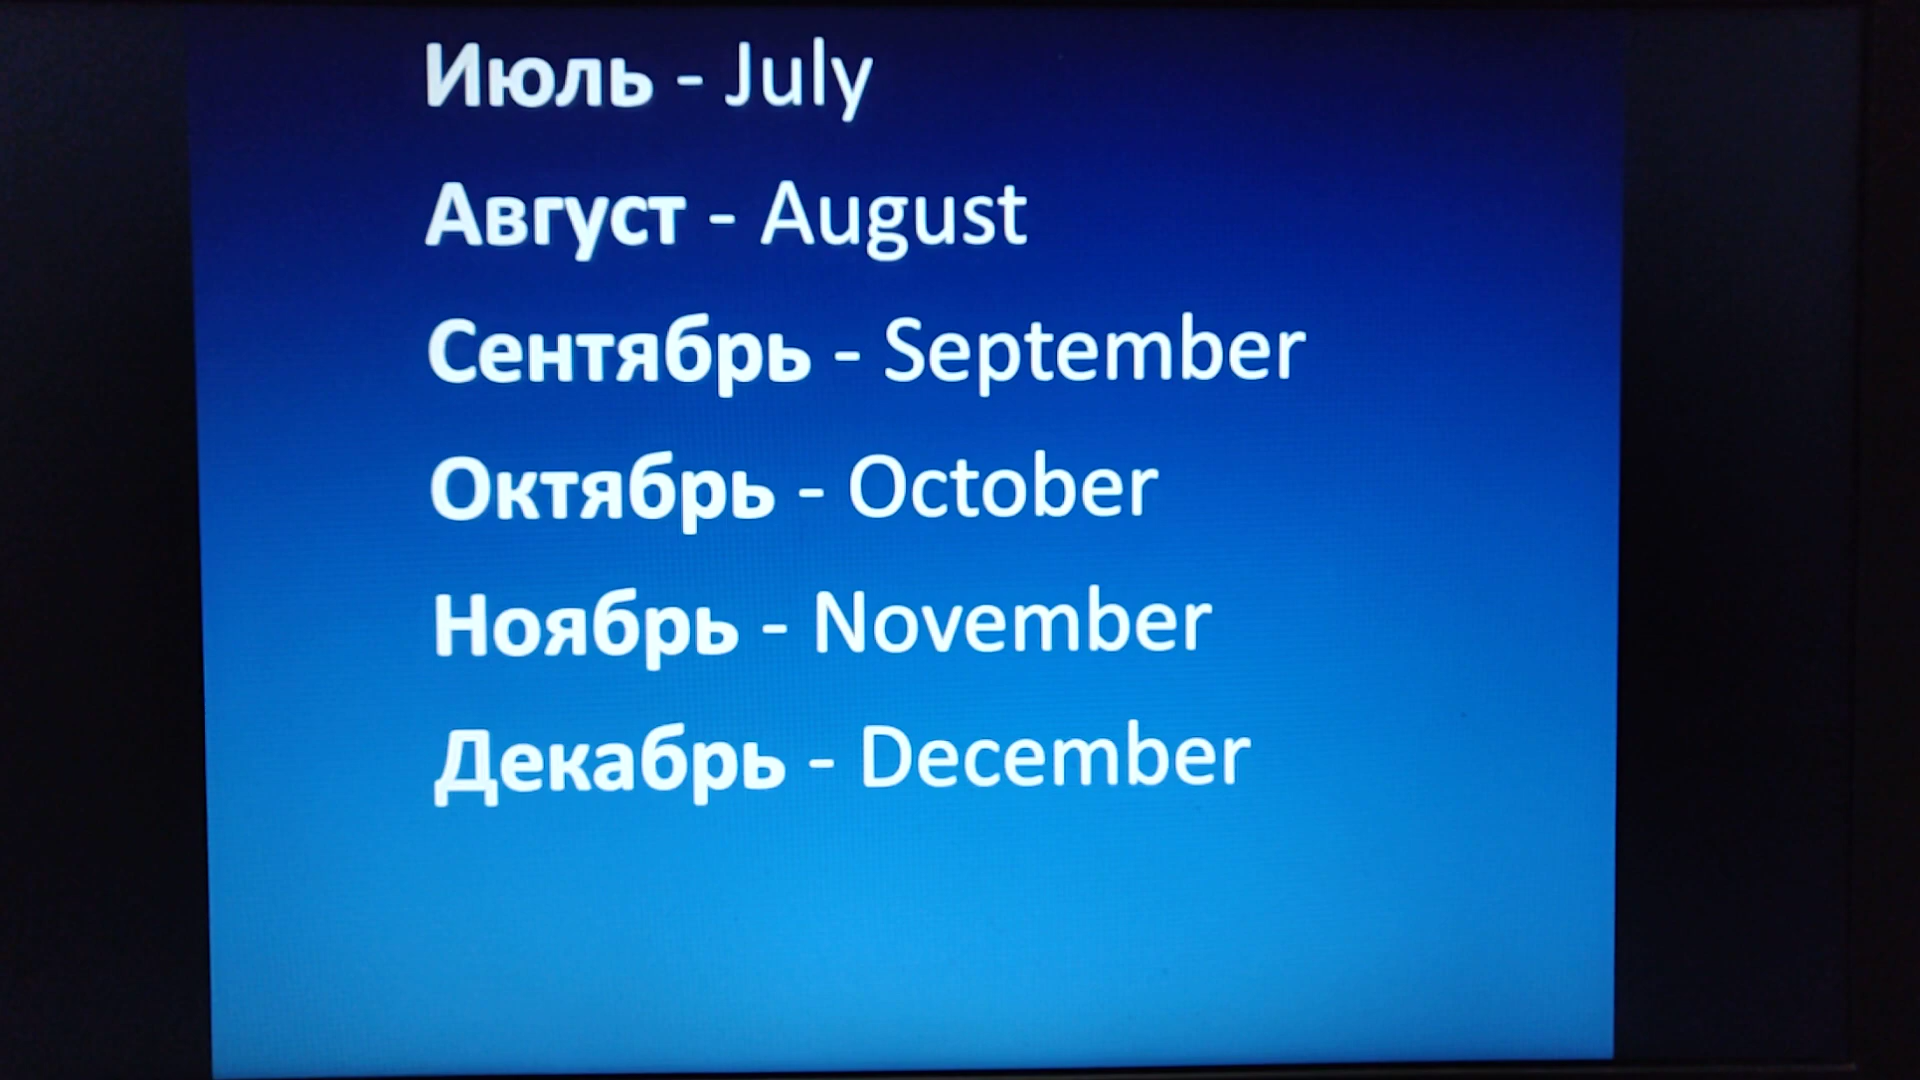 Июль - July
Август - August
Сентябрь - September
Октябрь - October
Ноябрь - November
Декабрь - December